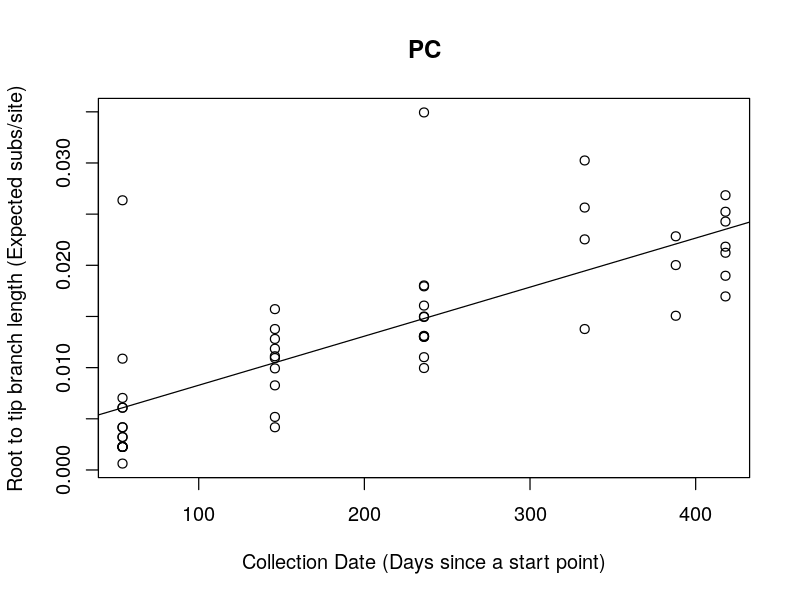 PC
Root to tip branch length (Expected subs/site)
0.030
0.020
0.010
0.000
100 200 300 400
Collection Date (Days since a start point)